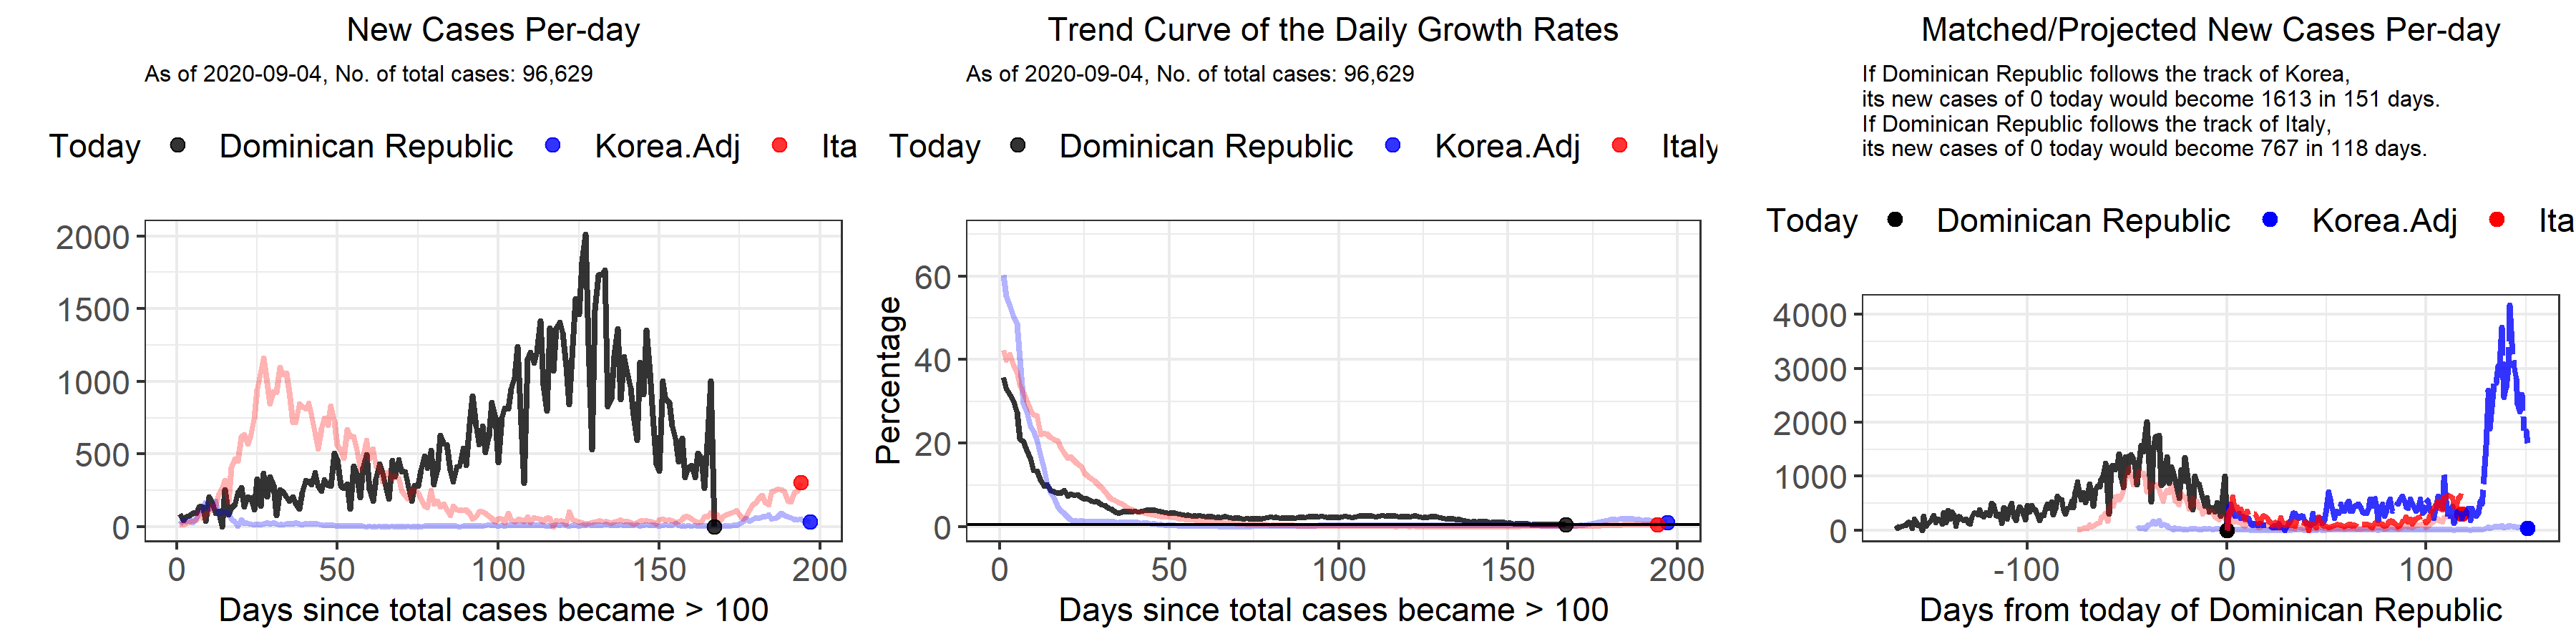 New Cases Per-day
As of 2020-09-04, No. of total cases: 96,629
Today Dominican Republic Korea.Adj Ita
2000
1500
1000
500
0
0 50 100 150 200
Days since total cases became > 100
Trend Curve of the Daily Growth Rates
As of 2020-09-04, No. of total cases: 96,629
Today Dominican Republic Korea.Adj Italy
Percentage
60
40
20
0
0 50 100 150 200
Days since total cases became > 100
Matched/Projected New Cases Per-day
If Dominican Republic follows the track of Korea,
its new cases of 0 today would become 1613 in 151 days.
If Dominican Republic follows the track of Italy,
its new cases of 0 today would become 767 in 118 days.
Today Dominican Republic Korea.Adj Ita
4000
3000
2000
1000
0
-100 0 100
Days from today of Dominican Republic